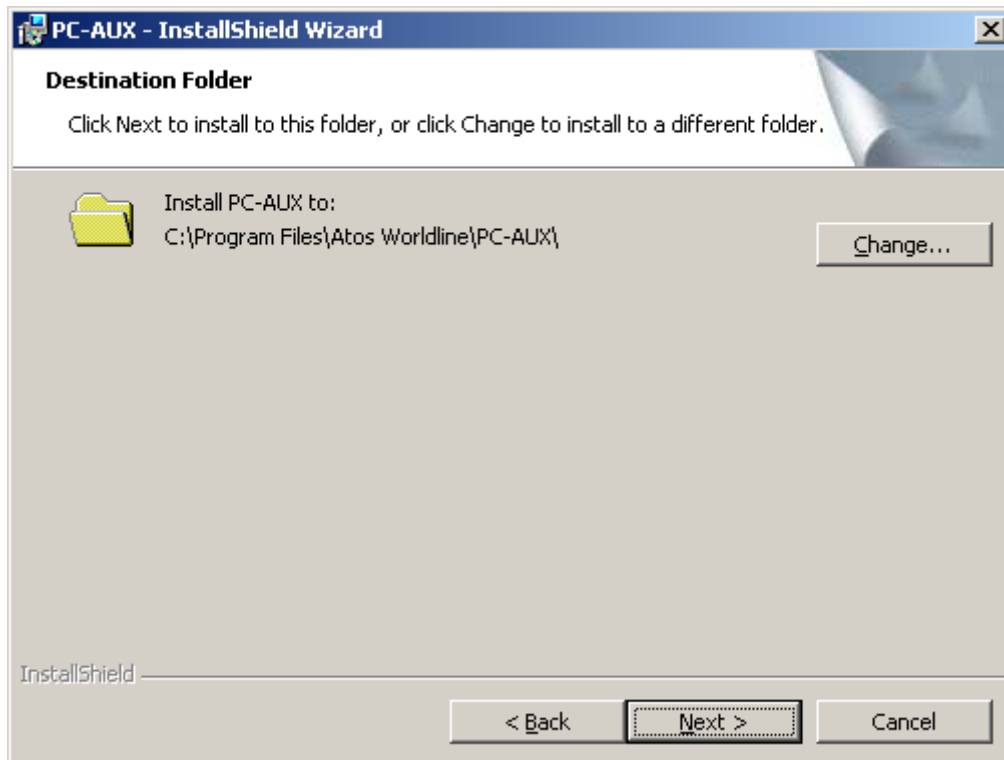 PC-AUX - InstallShield Wizard
Destination Folder
Click Next to install to this folder, or click Change to install to a different folder.
Install PC-AUX to:
C:\Program Files\Atos Worldline\PC-AUX\
Change...
InstallShield
< Back
Next >
Cancel